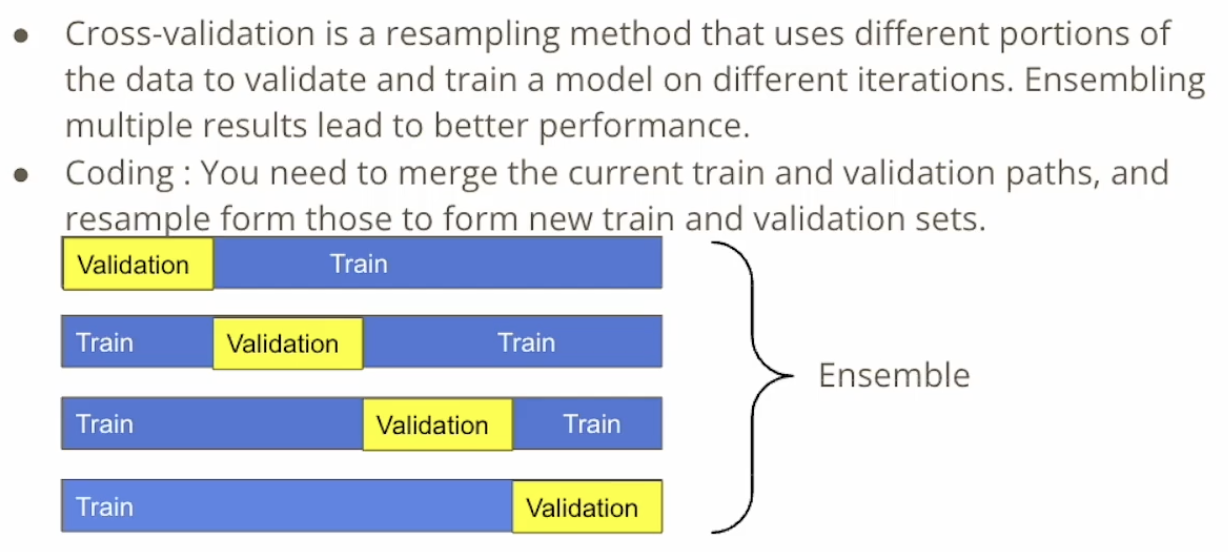 • Cross-validation is a resampling method that uses different portions of
the data to validate and train a model on different iterations. Ensembling
multiple results lead to better performance.
• Coding : You need to merge the current train and validation paths, and
resample form those to form new train and validation sets.
Validation Train
Train Validation Train
Train Validation Train
Train Validation
Ensemble